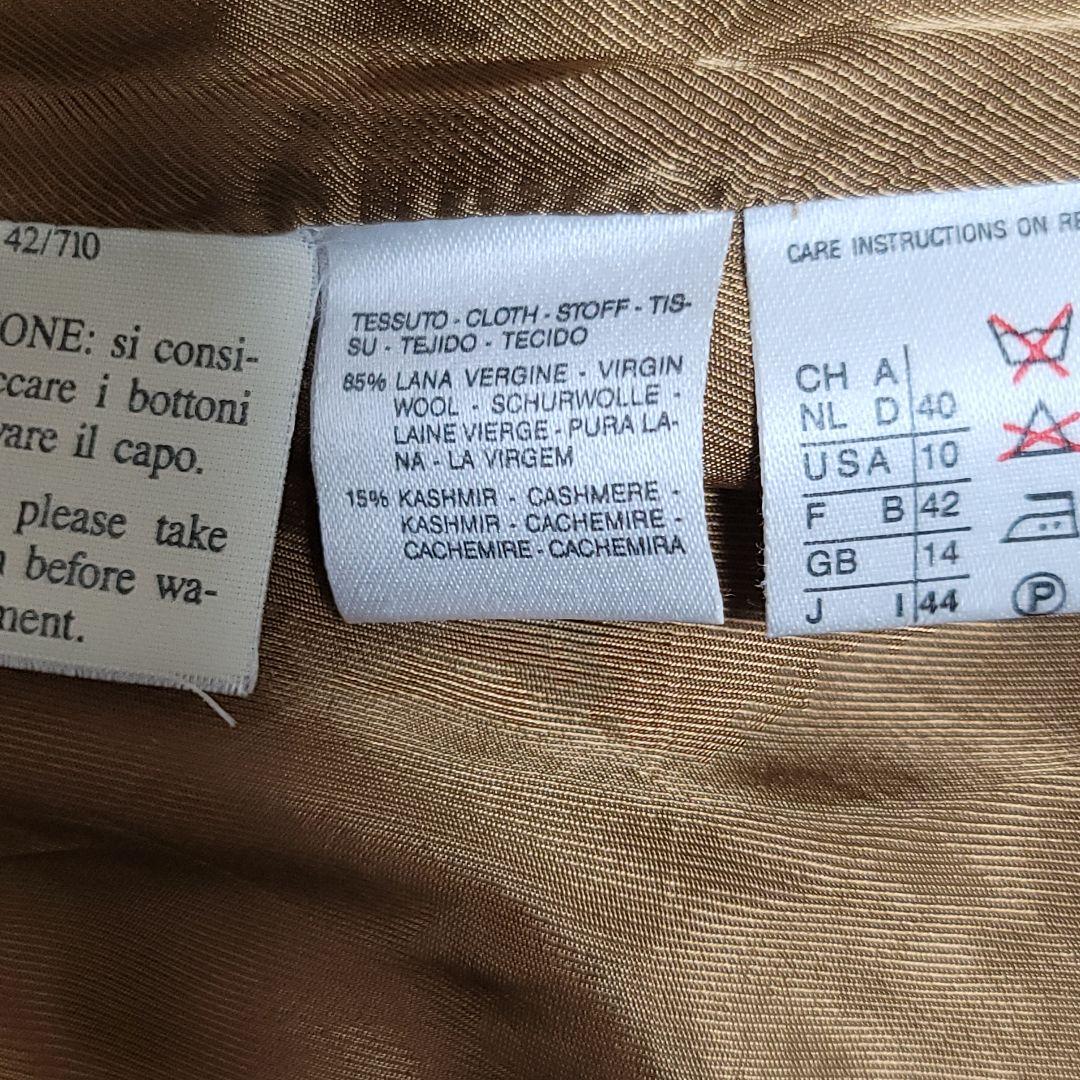 42/710
ONE: si consi-
ccare i bottoni
vare il capo.
please take
before wa-
ment.
TESSUTO - CLOTH - STOFF - TIS-
SU - TEJIDO - TECIDO
85% LANA VERGINE - VIRGIN
WOOL - SCHURWOLLE -
LAINE VIERGE - PURA LA-
NA - LA VIRGEM
15% KASHMIR - CASHMERE -
KASHMIR - CACHEMIRE -
CACHEMIRE - CACHEMIRA
CARE INSTRUCTIONS ON RE
CH A
NL D 40
USA 10
F B 42
GB 14
J I 44
P